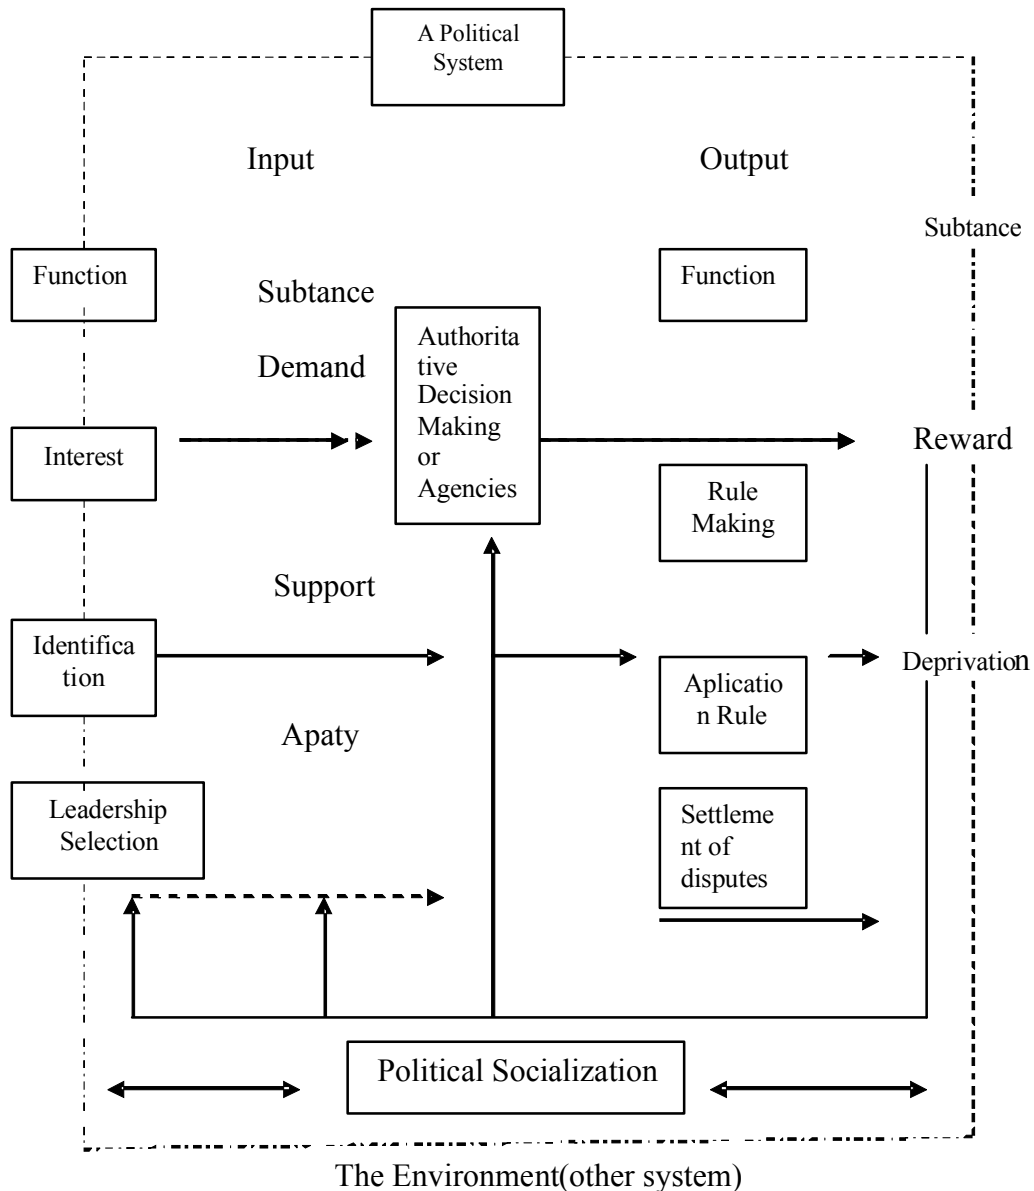 A Political
System
Input
Output
Subtance
Function
Subtance
Function
Demand
Authorita
tive
Decision
Making
or
Agencies
Interest
Reward
Rule
Making
Support
Identifica
tion
Aplicatio
n Rule
Deprivation
Apaty
Leadership
Selection
Settleme
nt of
disputes
Political Socialization
The Environment(other system)